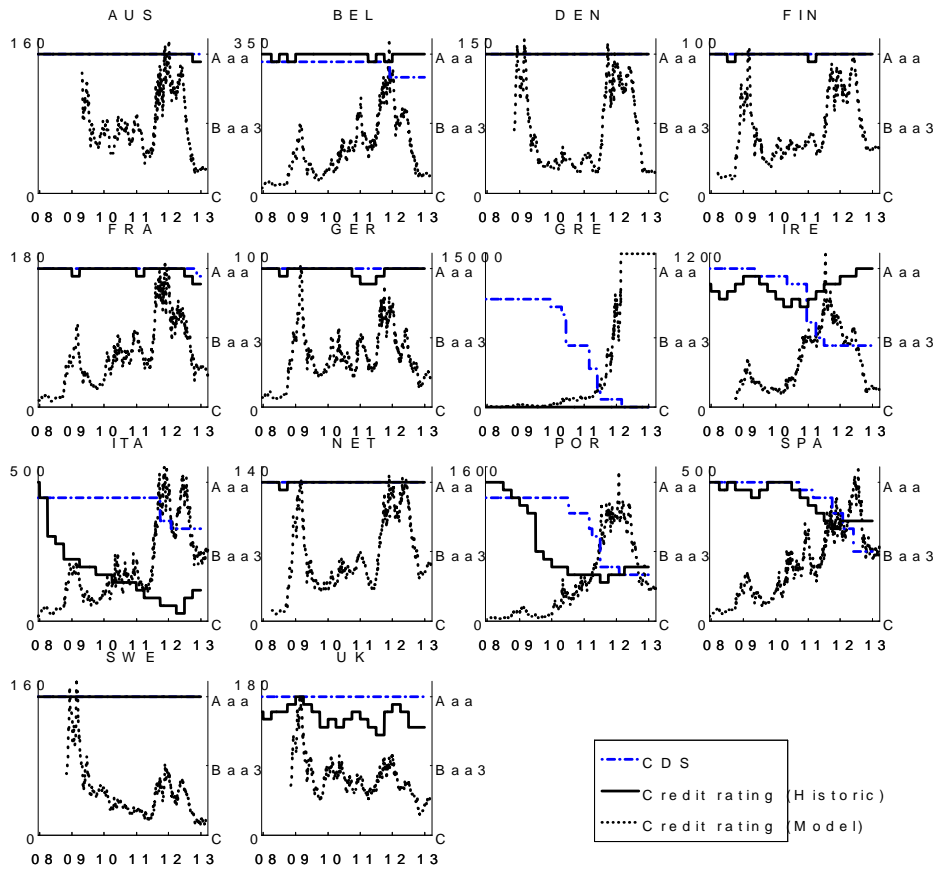 AUS BEL DEN FIN
160 Aaa 350 Aaa 150 Aaa 100 Aaa
Baa3 Baa3 Baa3 Baa3
0 C 0 C 0 C 0 C
08 09 10 11 12 13 08 09 10 11 12 13 08 09 10 11 12 13 08 09 10 11 12 13
FRA GER GRE IRE
180 Aaa 100 Aaa 15000 Aaa 1200 Aaa
Baa3 Baa3 Baa3 Baa3
0 C 0 C 0 C 0 C
08 09 10 11 12 13 08 09 10 11 12 13 08 09 10 11 12 13 08 09 10 11 12 13
ITA NET POR SPA
500 Aaa 140 Aaa 1600 Aaa 500 Aaa
Baa3 Baa3 Baa3 Baa3
0 C 0 C 0 C 0 C
08 09 10 11 12 13 08 09 10 11 12 13 08 09 10 11 12 13 08 09 10 11 12 13
SWE UK
160 Aaa 180 Aaa
Baa3 Baa3
0 C 0 C
08 09 10 11 12 13 08 09 10 11 12 13
CDS
Credit rating (Historic)
Credit rating (Model)